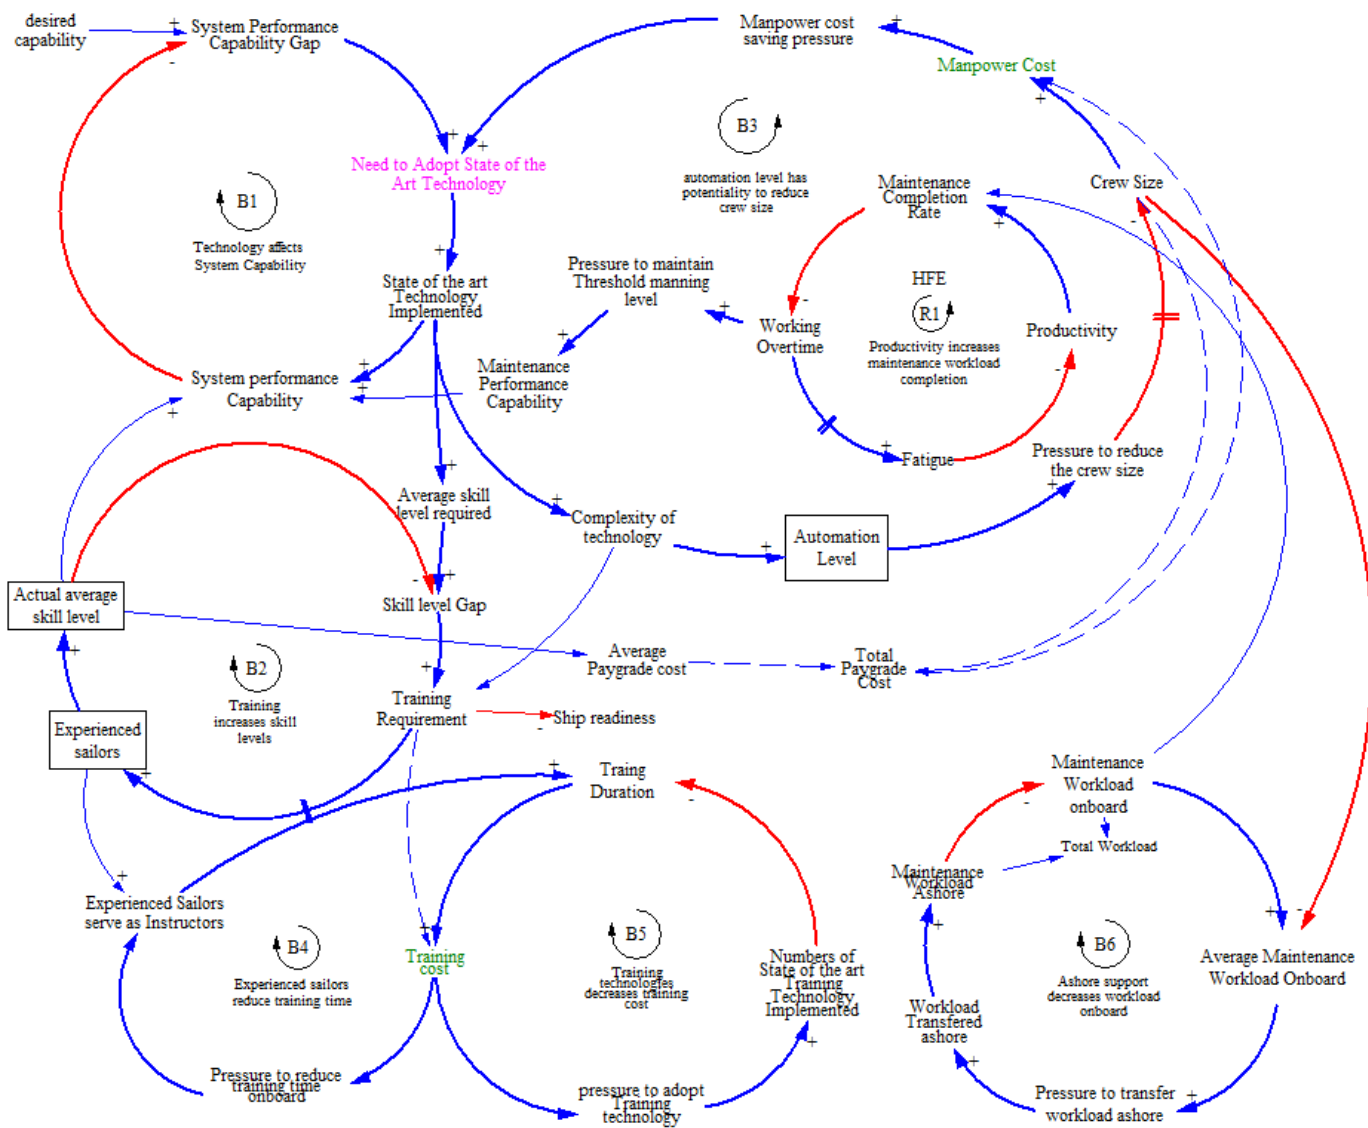 desired
capability
System Performance
Capability Gap
Manpower cost
saving pressure
Manpower Cost
B3
automation level has
potentiality to reduce
crew size
Need to Adopt State of the
Art Technology
Maintenance
Completion
Rate
Crew Size
B1
Technology affects
System Capability
State of the art
Technology
Implemented
Pressure to maintain
Threshold manning
level
HFE
R1
Productivity increases
maintenance workload
completion
Working
Overtime
Productivity
System performance
Capability
Maintenance
Performance
Capability
Fatigue
Pressure to reduce
the crew size
Average skill
level required
Complexity of
technology
Automation
Level
Actual average
skill level
Skill level Gap
B2
Training
increases skill
levels
Average
Paygrade cost
Total
Paygrade
Cost
Training
Requirement
Ship readiness
Experienced
sailors
Traing
Duration
Maintenance
Workload
onboard
Total Workload
Maintenance
Workload
Ashore
Experienced Sailors
serve as Instructors
B4
Experienced sailors
reduce training time
Training
cost
B5
Training
technologies
decreases training
cost
Numbers of
State of the art
Training
Technology
Implemented
B6
Ashore support
decreases workload
onboard
Average Maintenance
Workload Onboard
Workload
Transfered
ashore
Pressure to reduce
training time
onboard
pressure to adopt
Training
technology
Pressure to transfer
workload ashore